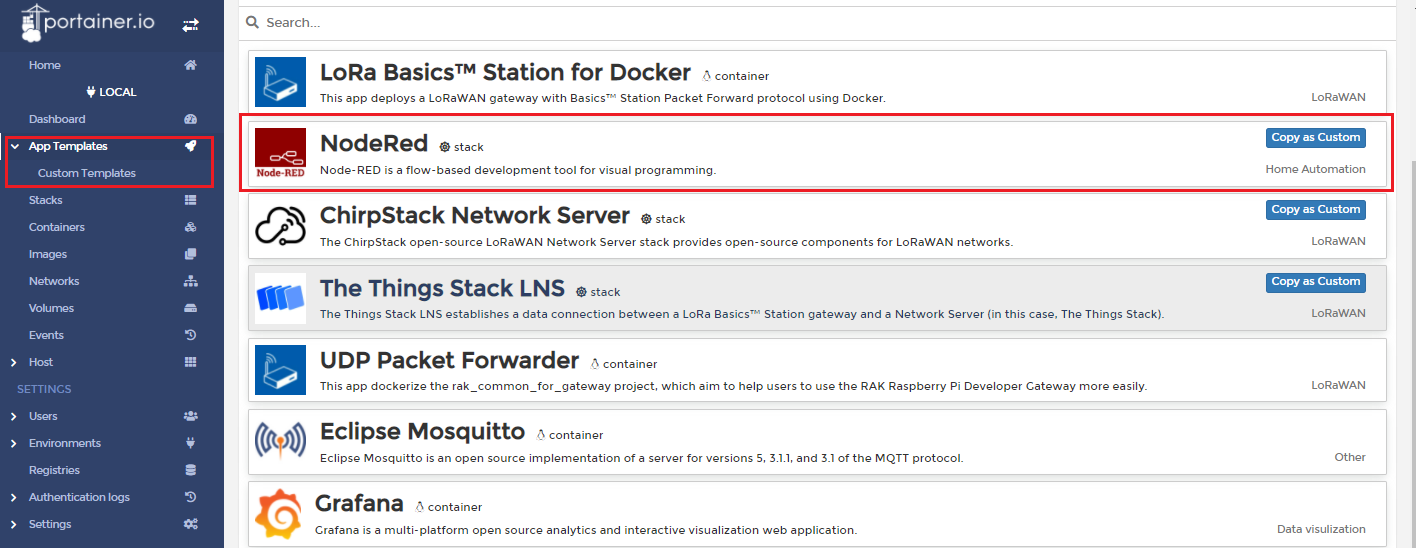 portainer.io
Home
LOCAL
Dashboard
App Templates
Custom Templates
Stacks
Containers
Images
Networks
Volumes
Events
Host
SETTINGS
Users
Environments
Registries
Authentication logs
Settings
Search...
LoRa Basics™ Station for Docker container
This app deploys a LoRaWAN gateway with Basics™ Station Packet Forward protocol using Docker.
LoRaWAN
Node-RED
NodeRed stack
Copy as Custom
Node-RED is a flow-based development tool for visual programming.
Home Automation
ChirpStack Network Server stack
Copy as Custom
The ChirpStack open-source LoRaWAN Network Server stack provides open-source components for LoRaWAN networks.
LoRaWAN
The Things Stack LNS stack
Copy as Custom
The Things Stack LNS establishes a data connection between a LoRa Basics™ Station gateway and a Network Server (in this case, The Things Stack).
LoRaWAN
UDP Packet Forwarder container
This app dockerize the rak_common_for_gateway project, which aim to help users to use the RAK Raspberry Pi Developer Gateway more easily.
LoRaWAN
Eclipse Mosquitto container
Eclipse Mosquitto is an open source implementation of a server for versions 5, 3.1.1, and 3.1 of the MQTT protocol.
Other
Grafana container
Grafana is a multi-platform open source analytics and interactive visualization web application.
Data visulization